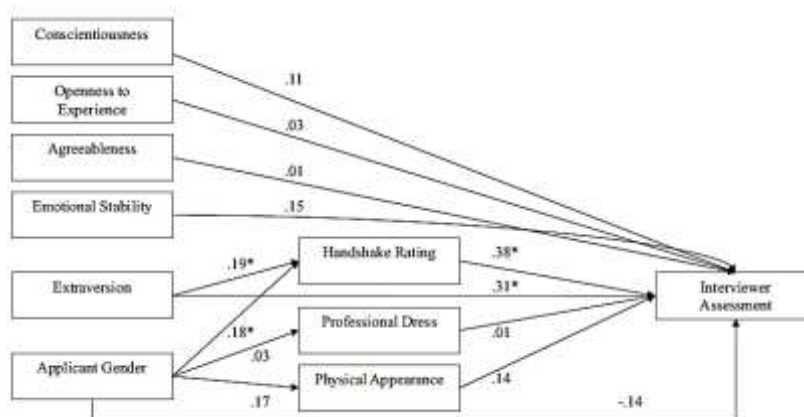 Conscientiousness
.11
Openness to
Experience
.03
Agreeableness
.01
Emotional Stability
.15
Handshake Rating
.19*
.38*
Extraversion
.31*
Interviewer
Assessment
Professional Dress
.18*
.03
.01
Applicant Gender
Physical Appearance
.14
.17
-.14